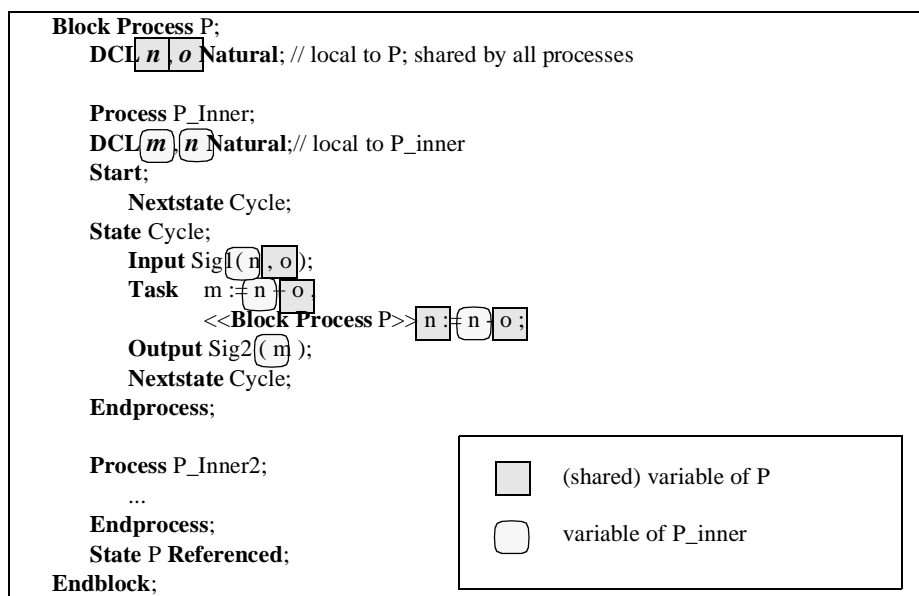 Block Process P;
DCL n , o Natural; // local to P; shared by all processes
Process P_Inner;
DCL m , n Natural;// local to P_inner
Start;
Nextstate Cycle;
State Cycle;
Input Sig1( n , o );
Task m := n + o ,
<<Block Process P>> n := n - o ;
Output Sig2( m );
Nextstate Cycle;
Endprocess;
Process P_Inner2;
...
Endprocess;
State P Referenced;
Endblock;
(shared) variable of P
variable of P_inner